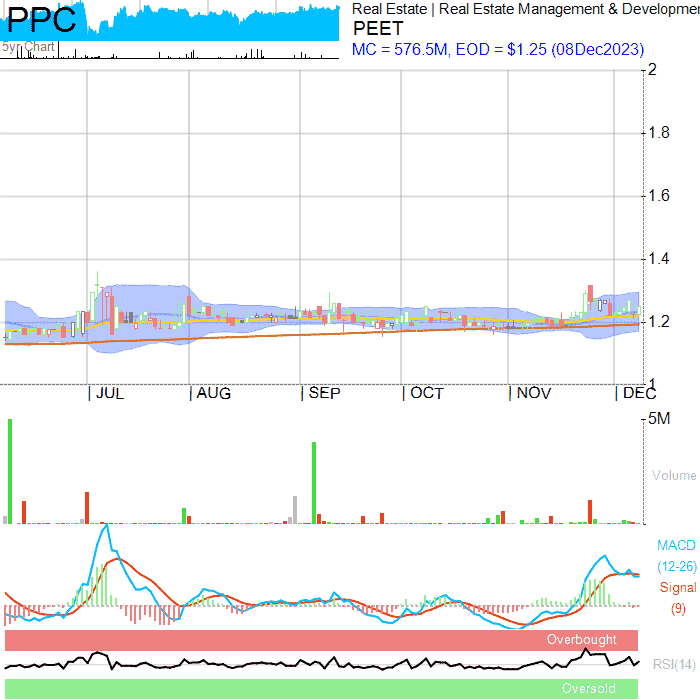 PPC
5yr Chart
Real Estate | Real Estate Management & Developmer
PEET
MC = 576.5M, EOD = $1.25 (08Dec2023)
2
1.8
1.6
1.4
1.2
1
| JUL | AUG | SEP | OCT | NOV | DEC
5M
Volume
MACD
(12-26)
Signal
(9)
Overbought
RSI(14)
Oversold